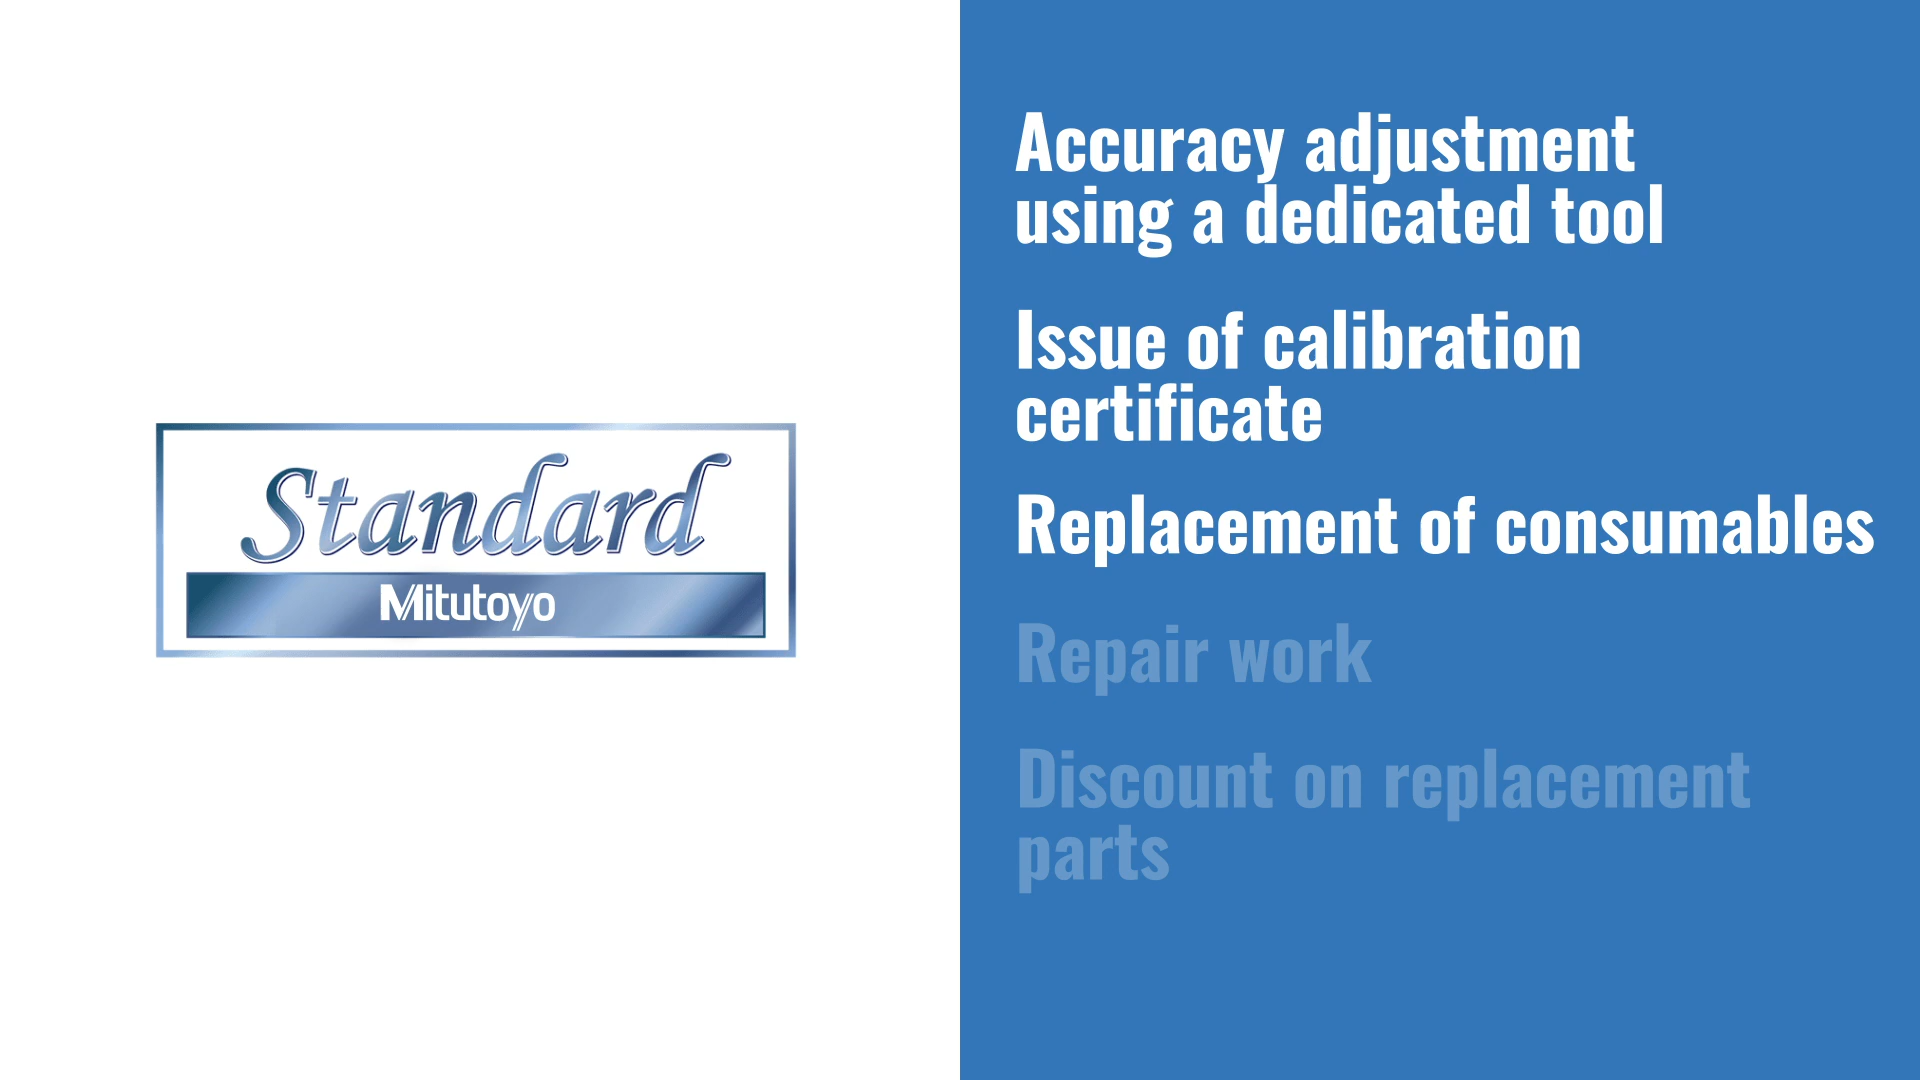 Standard
Mitutoyo
Accuracy adjustment
using a dedicated tool
Issue of calibration
certificate
Replacement of consumables
Repair work
Discount on replacement
parts